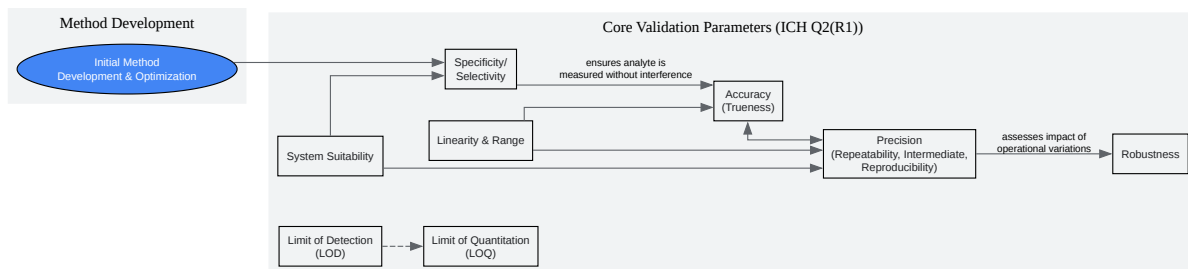 Method Development
Initial Method
Development & Optimization
Core Validation Parameters (ICH Q2(R1))
Specificity/
Selectivity
ensures analyte is
measured without interference
Accuracy
(Trueness)
System Suitability
Linearity & Range
Precision
(Repeatability, Intermediate,
Reproducibility)
assesses impact of
operational variations
Robustness
Limit of Detection
(LOD)
Limit of Quantitation
(LOQ)